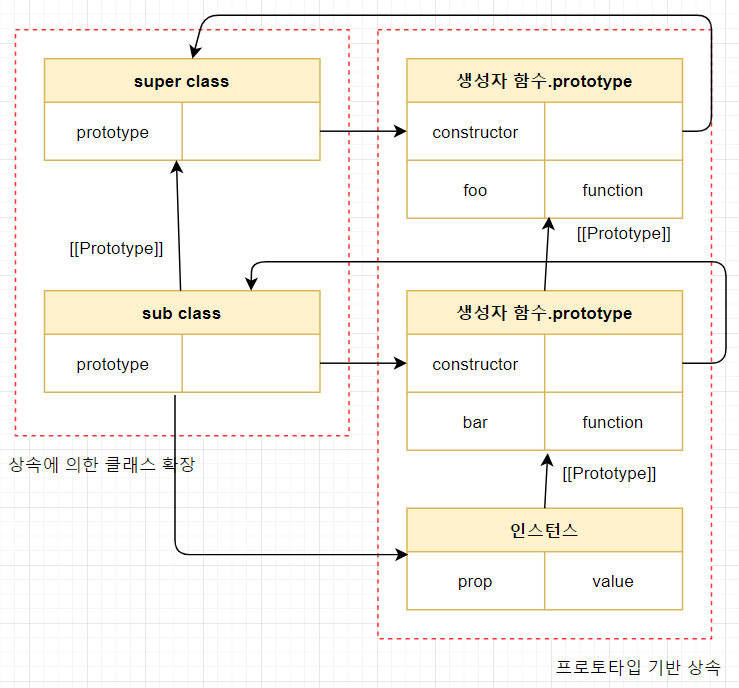 super class
prototype
생성자 함수.prototype
constructor
foo
function
[[Prototype]]
[[Prototype]]
sub class
prototype
생성자 함수.prototype
constructor
bar
function
상속에 의한 클래스 확장
[[Prototype]]
인스턴스
prop
value
프로토타입 기반 상속